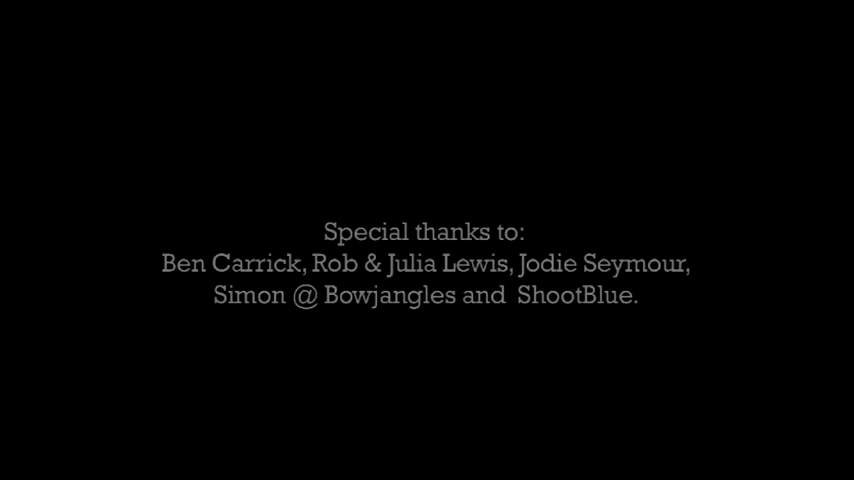 Special thanks to:
Ben Carrick, Rob & Julia Lewis, Jodie Seymour,
Simon @ Bowjangles and  ShootBlue.